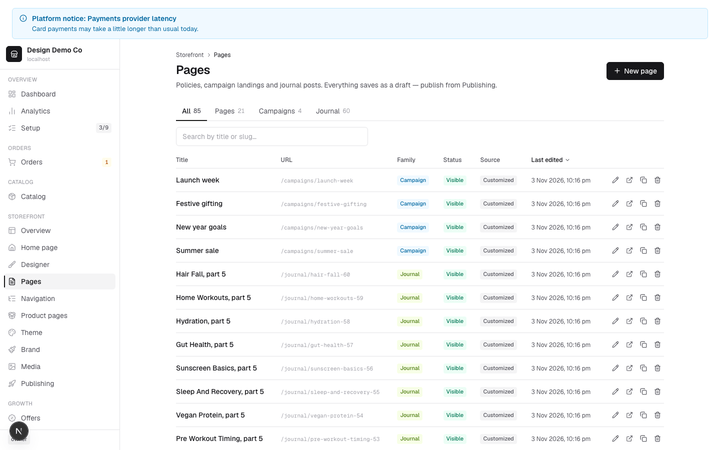 Platform notice: Payments provider latency
Card payments may take a little longer than usual today.
Design Demo Co
localhost
OVERVIEW
Dashboard
Analytics
Setup 3/9
ORDERS
Orders 1
CATALOG
Catalog
STOREFRONT
Overview
Home page
Designer
Pages
Navigation
Product pages
Theme
Brand
Media
Publishing
GROWTH
Offers
N
Storefront > Pages
Pages
Policies, campaign landings and journal posts. Everything saves as a draft — publish from Publishing.
+ New page
All 85 Pages 21 Campaigns 4 Journal 60
Search by title or slug...
Title URL Family Status Source Last edited
Launch week /campaigns/launch-week Campaign Visible Customized 3 Nov 2026, 10:16 pm
Festive gifting /campaigns/festive-gifting Campaign Visible Customized 3 Nov 2026, 10:16 pm
New year goals /campaigns/new-year-goals Campaign Visible Customized 3 Nov 2026, 10:16 pm
Summer sale /campaigns/summer-sale Campaign Visible Customized 3 Nov 2026, 10:16 pm
Hair Fall, part 5 /journal/hair-fall-60 Journal Visible Customized 3 Nov 2026, 10:16 pm
Home Workouts, part 5 /journal/home-workouts-59 Journal Visible Customized 3 Nov 2026, 10:16 pm
Hydration, part 5 /journal/hydration-58 Journal Visible Customized 3 Nov 2026, 10:16 pm
Gut Health, part 5 /journal/gut-health-57 Journal Visible Customized 3 Nov 2026, 10:16 pm
Sunscreen Basics, part 5 /journal/sunscreen-basics-56 Journal Visible Customized 3 Nov 2026, 10:16 pm
Sleep And Recovery, part 5 /journal/sleep-and-recovery-55 Journal Visible Customized 3 Nov 2026, 10:16 pm
Vegan Protein, part 5 /journal/vegan-protein-54 Journal Visible Customized 3 Nov 2026, 10:16 pm
Pre Workout Timing, part 5 /journal/pre-workout-timing-53 Journal Visible Customized 3 Nov 2026, 10:16 pm